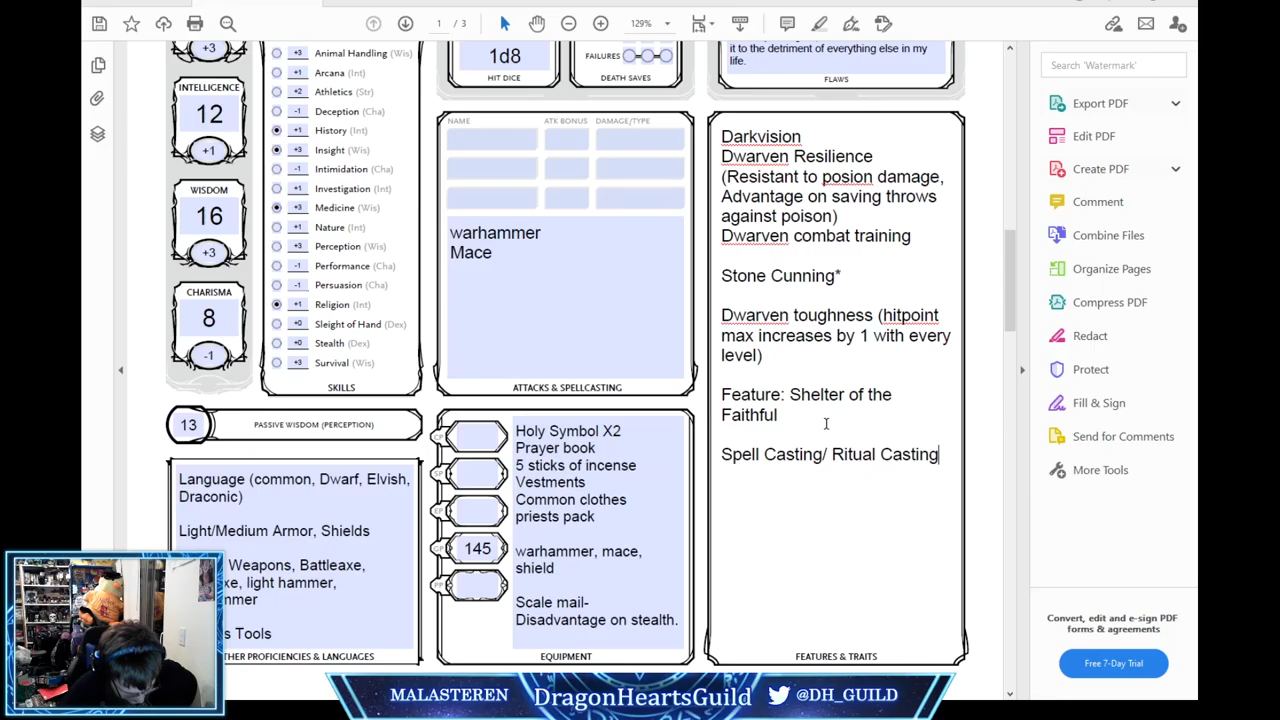 1 / 3
129%
+3
INTELLIGENCE
12
+1
WISDOM
16
+3
CHARISMA
8
-1
+3 Animal Handling (Wis)
+1 Arcana (Int)
+2 Athletics (Str)
-1 Deception (Cha)
+1 History (Int)
+3 Insight (Wis)
-1 Intimidation (Cha)
+1 Investigation (Int)
+3 Medicine (Wis)
+1 Nature (Int)
+3 Perception (Wis)
-1 Performance (Cha)
-1 Persuasion (Cha)
+1 Religion (Int)
+0 Sleight of Hand (Dex)
+0 Stealth (Dex)
+3 Survival (Wis)
SKILLS
13 PASSIVE WISDOM (PERCEPTION)
Language (common, Dwarf, Elvish,
Draconic)
Light/Medium Armor, Shields
Weapons, Battleaxe,
light hammer,
Tools
PROFICIENCIES & LANGUAGES
1d8
HIT DICE
FAILURES
DEATH SAVES
NAME ATK BONUS DAMAGE/TYPE
warhammer
Mace
ATTACKS & SPELLCASTING
CP
SP
EP
GP 145
PP
Holy Symbol X2
Prayer book
5 sticks of incense
Vestments
Common clothes
priests pack
warhammer, mace,
shield
Scale mail-
Disadvantage on stealth.
EQUIPMENT
it to the detriment of everything else in my
life.
FLAWS
Darkvision
Dwarven Resilience
(Resistant to posion damage,
Advantage on saving throws
against poison)
Dwarven combat training
Stone Cunning*
Dwarven toughness (hitpoint
max increases by 1 with every
level)
Feature: Shelter of the
Faithful
Spell Casting/ Ritual Casting
FEATURES & TRAITS
Search 'Watermark'
Export PDF
Edit PDF
Create PDF
Comment
Combine Files
Organize Pages
Compress PDF
Redact
Protect
Fill & Sign
Send for Comments
More Tools
Convert, edit and e-sign PDF
forms & agreements
Free 7-Day Trial
MALASTEREN DragonHeartsGuild @DH_GUILD